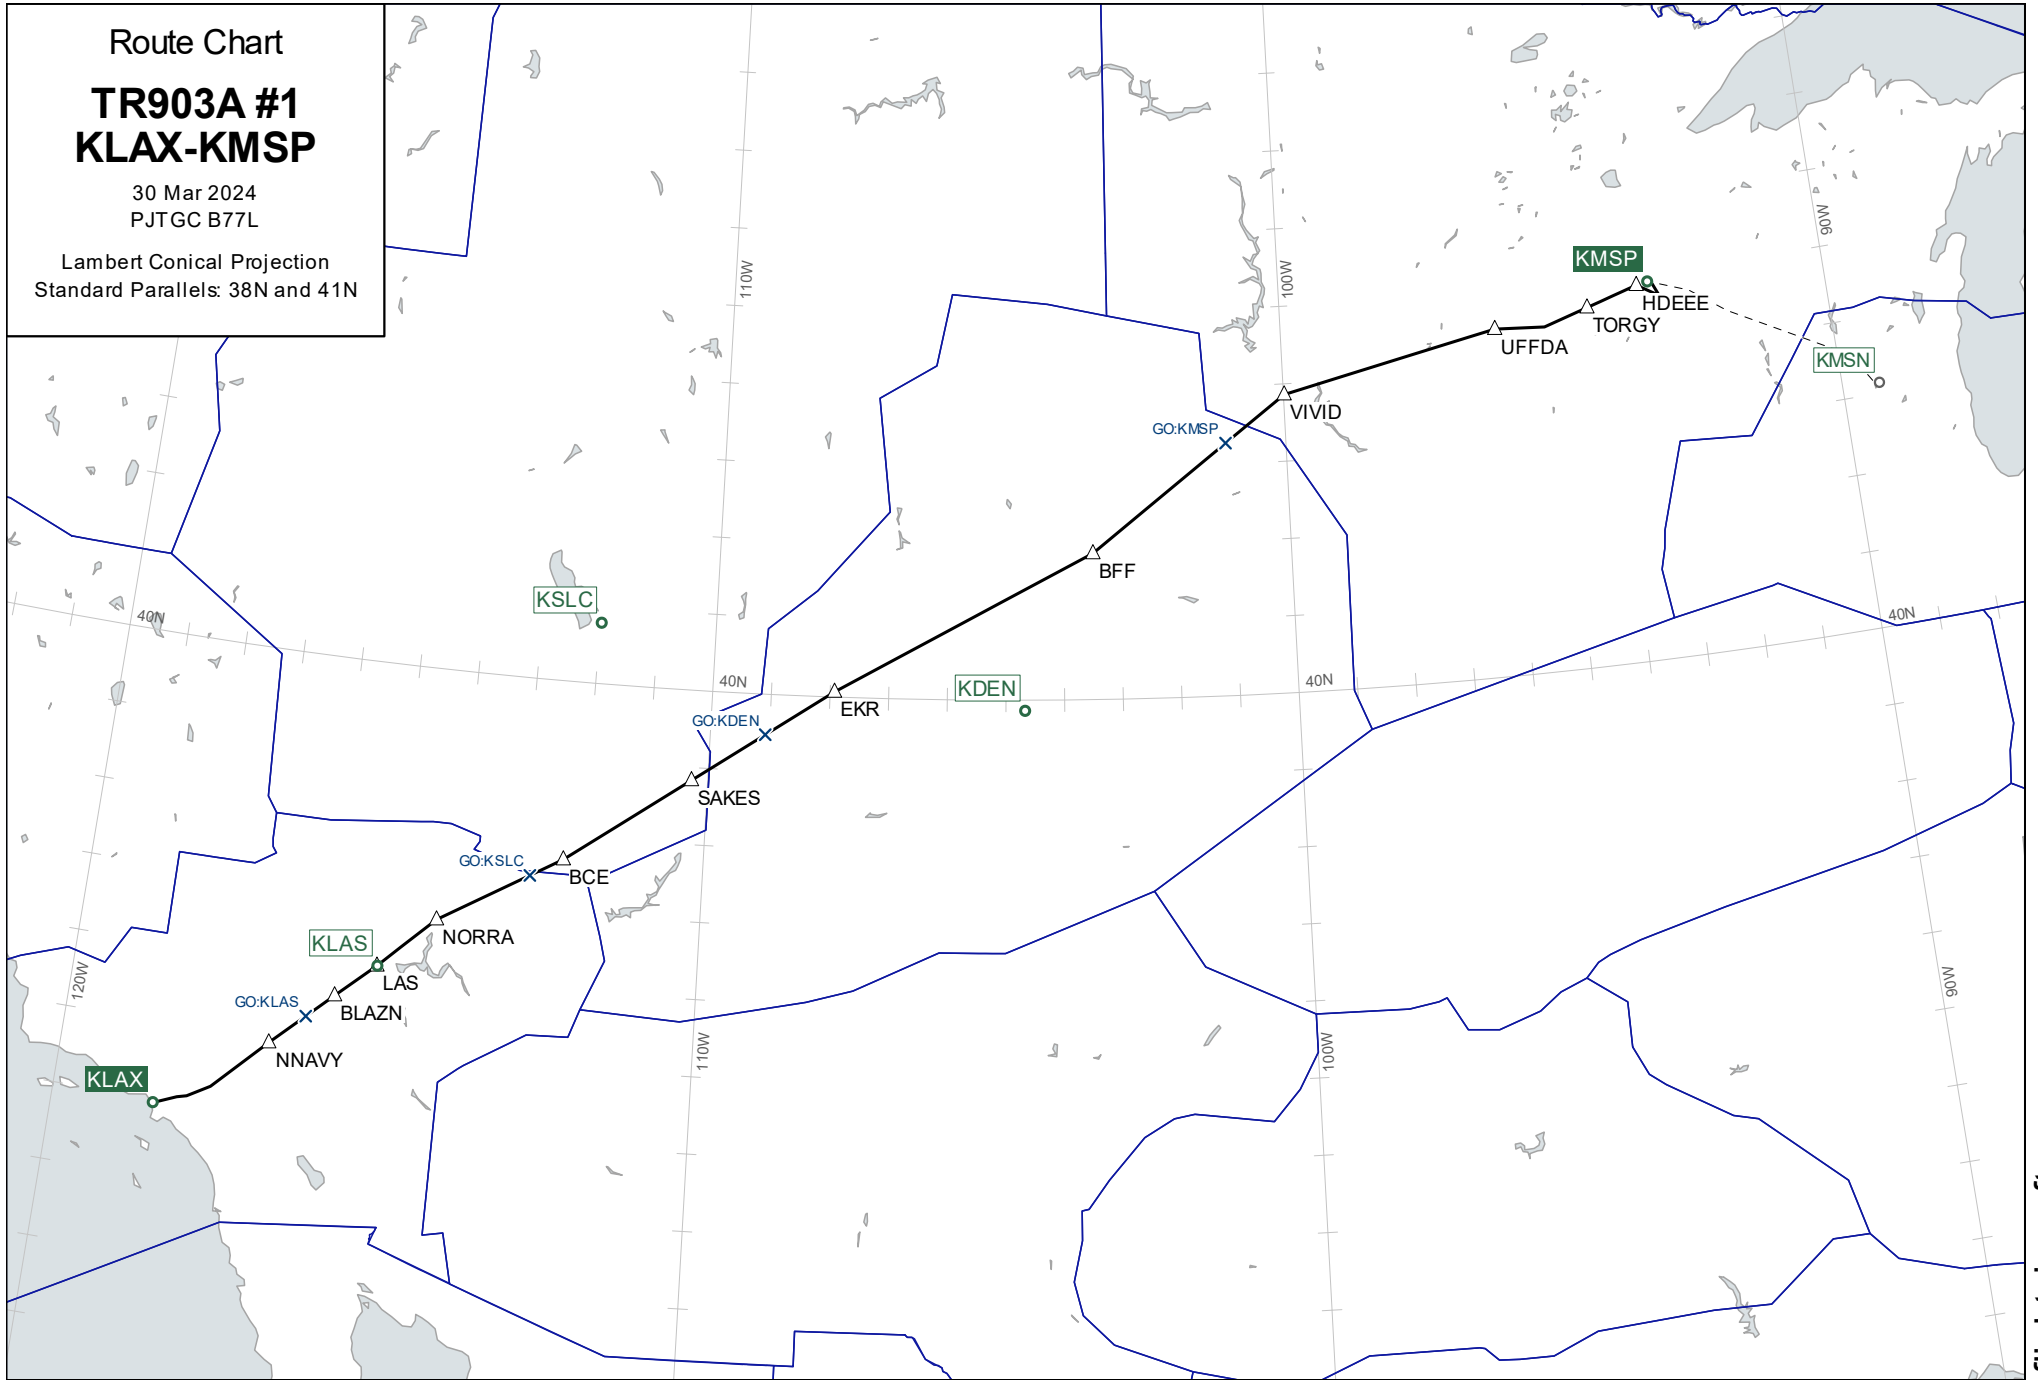 Route Chart
TR903A #1
KLAX-KMSP
30 Mar 2024
PJTGC B77L
Lambert Conical Projection
Standard Parallels: 38N and 41N
90W
110W
100W
KMSP
HDEEE
TORGY
UFFDA
KMSN
VIVID
GO:KMSP
BFF
KSLC
40N
40N
40N
40N
KDEN
EKR
GO:KDEN
SAKES
GO:KSLC
BCE
NORRA
KLAS
LAS
120W
90W
GO:KLAS
BLAZN
NNAVY
110W
100W
KLAX